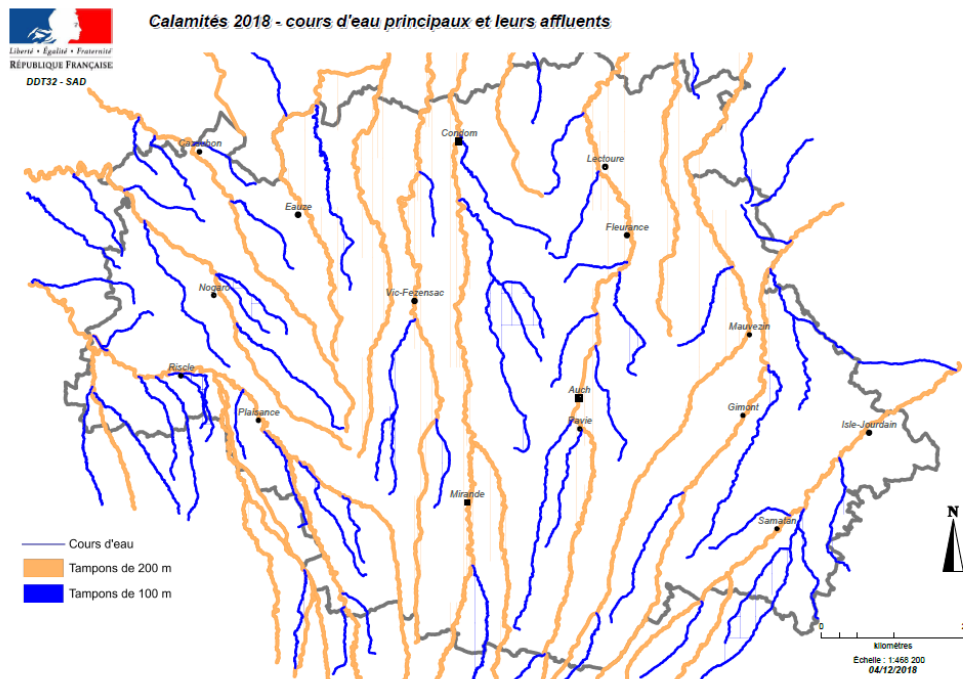 Calamités 2018 - cours d'eau principaux et leurs affluents
Liberté • Égalité • Fraternité
RÉPUBLIQUE FRANÇAISE
DDT32 - SAD
Condom
Cazaubon
Lectoure
Eauze
Fleurance
Nogaro
Vic-Fezensac
Mauvezin
Riscle
Auch
Plaisance
Gimont
Pavie
Isle-Jourdain
Mirande
Samatan
Cours d'eau
Tampons de 200 m
Tampons de 100 m
N
0
kilomètres
Échelle : 1:468 200
04/12/2018